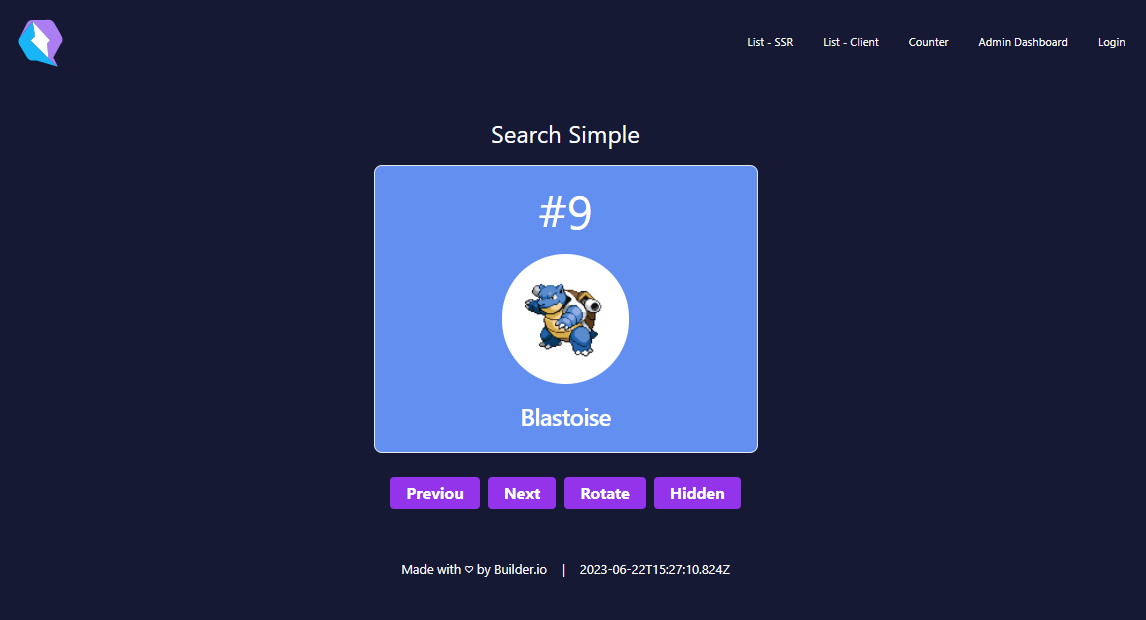 List - SSR List - Client Counter Admin Dashboard Login
Search Simple
#9
Blastoise
Previou Next Rotate Hidden
Made with ♡ by Builder.io | 2023-06-22T15:27:10.824Z